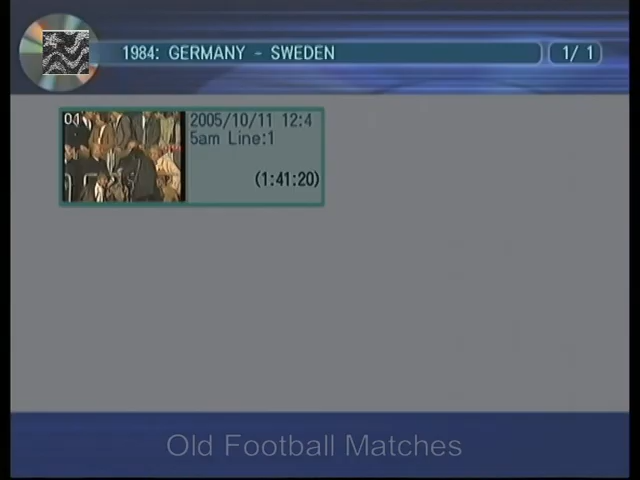 1984: GERMANY - SWEDEN
1/ 1
04
2005/10/11 12:4
5am Line:1
(1:41:20)
Old Football Matches